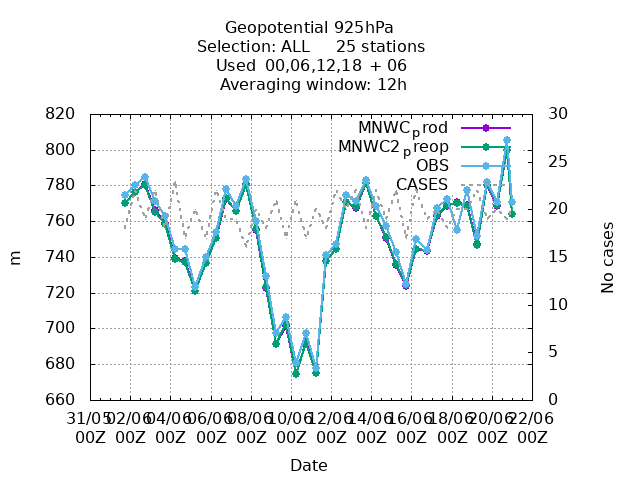 Geopotential 925hPa
Selection: ALL 25 stations
Used 00,06,12,18 + 06
Averaging window: 12h
820 30
800
780
760
740
720
700
680
660
25
20
15
10
5
0
MNWCprod
MNWC2preop
OBS
CASES
m
No cases
31/05 02/06 04/06 06/06 08/06 10/06 12/06 14/06 16/06 18/06 20/06 22/06
00Z 00Z 00Z 00Z 00Z 00Z 00Z 00Z 00Z 00Z 00Z 00Z
Date